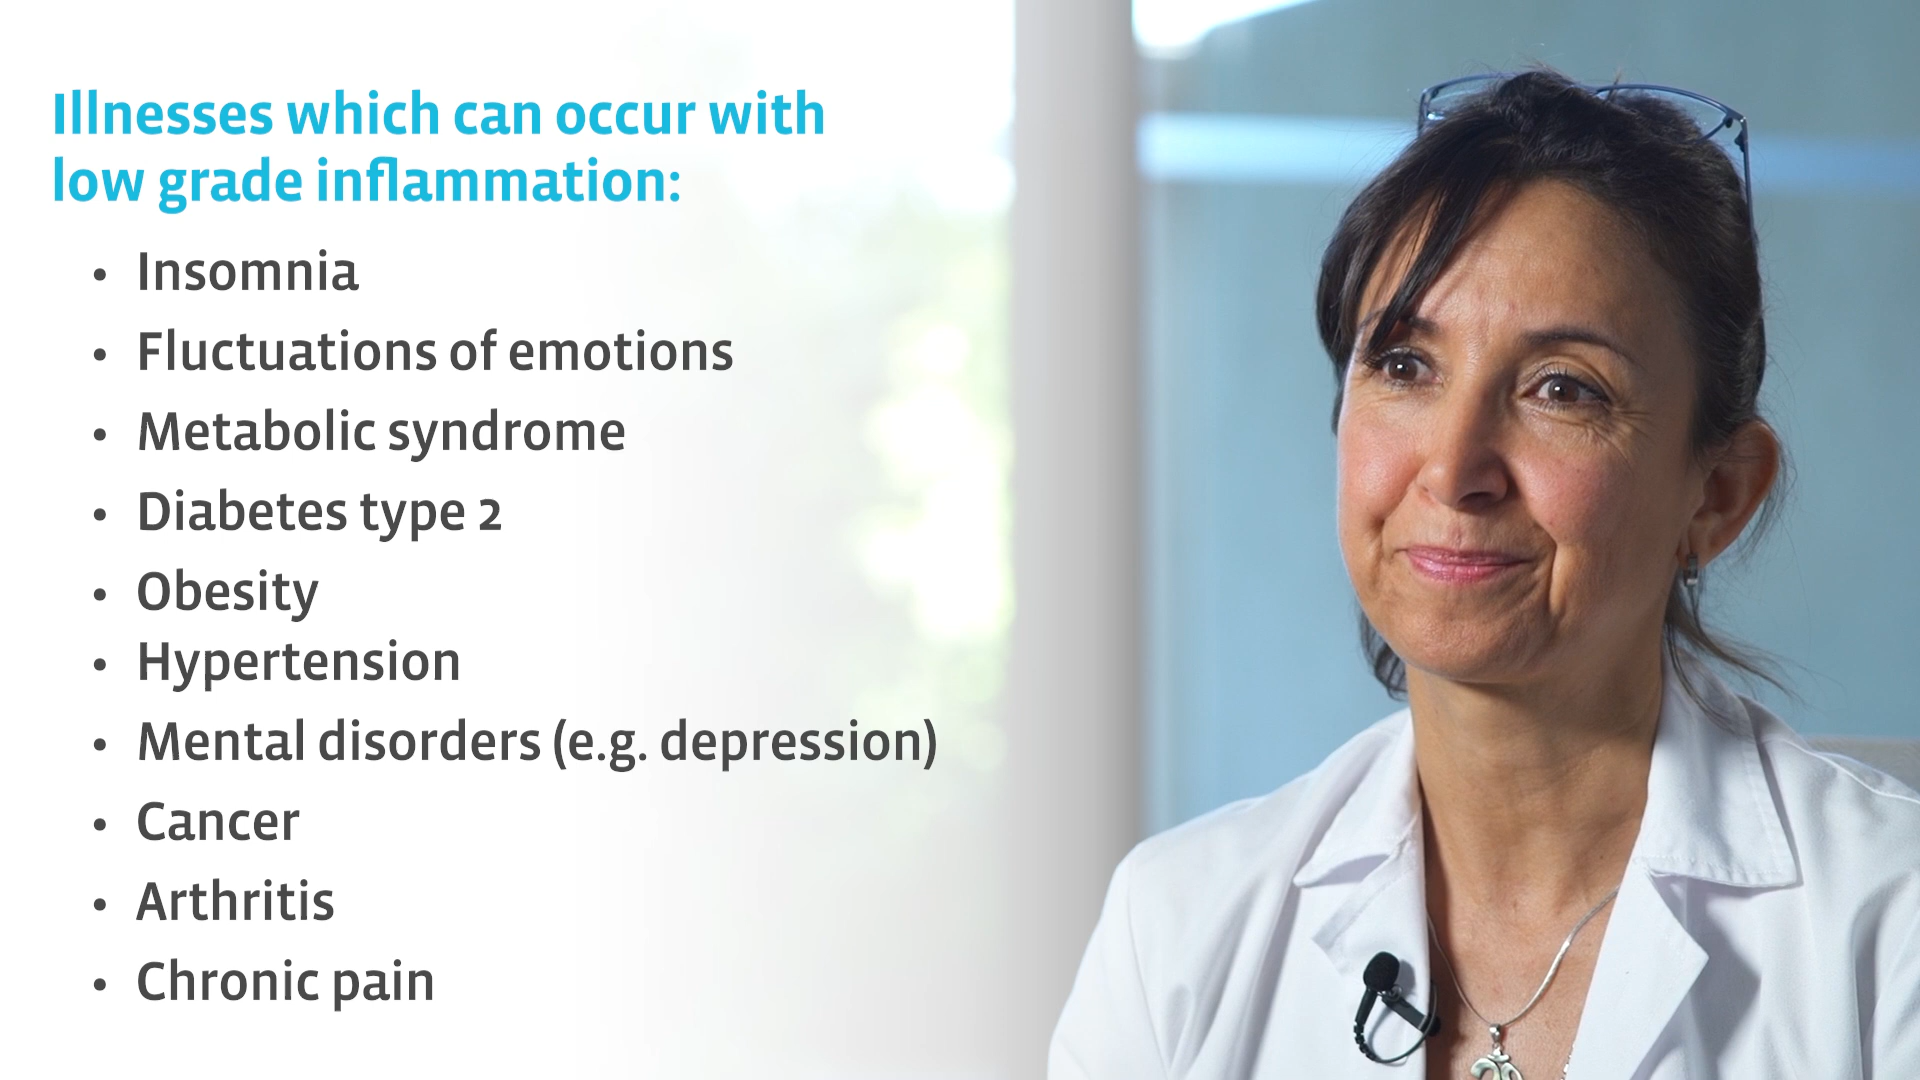 Illnesses which can occur with
low grade inflammation:
• Insomnia
• Fluctuations of emotions
• Metabolic syndrome
• Diabetes type 2
• Obesity
• Hypertension
• Mental disorders (e.g. depression)
• Cancer
• Arthritis
• Chronic pain